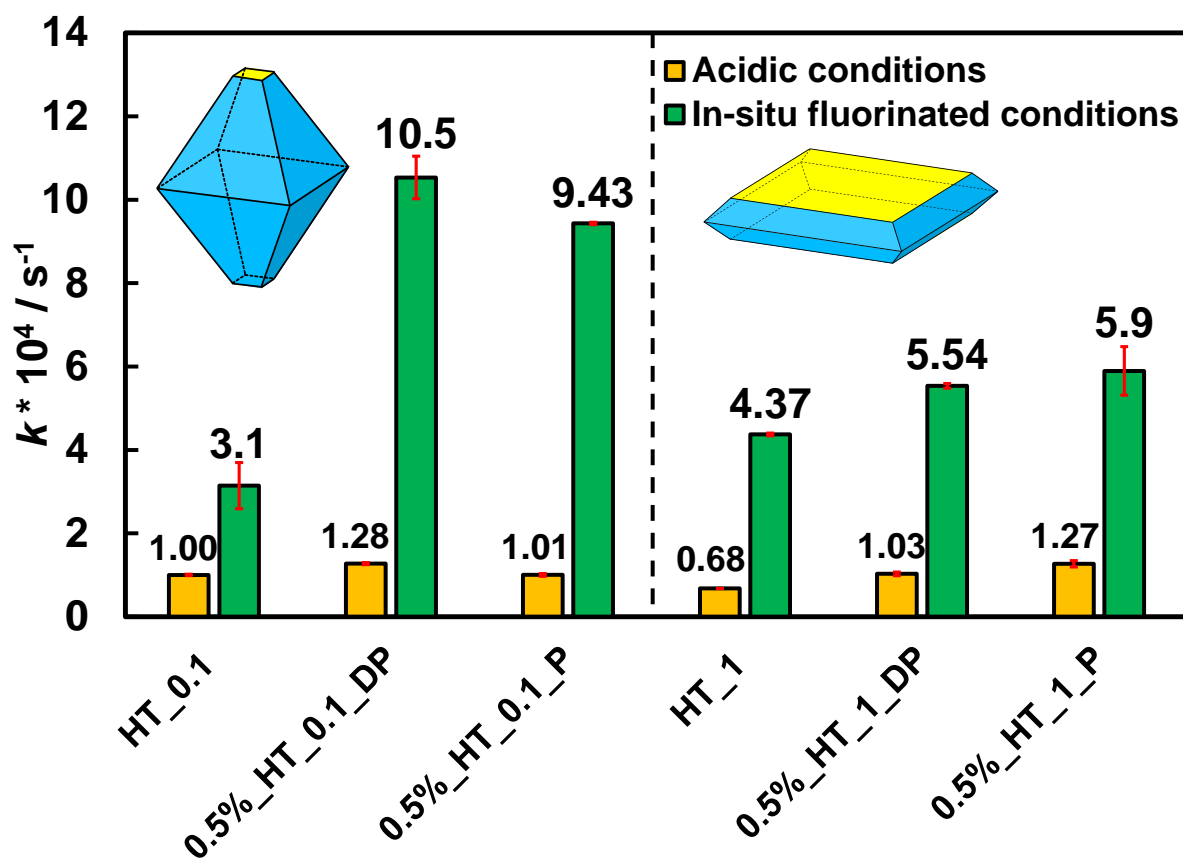 14
12
10
8
6
4
2
0
k * 10⁴ / s⁻¹
Acidic conditions
In-situ fluorinated conditions
1.00
3.1
1.28
10.5
1.01
9.43
0.68
4.37
1.03
5.54
1.27
5.9
HT_0.1
0.5%_HT_0.1_DP
0.5%_HT_0.1_P
HT_1
0.5%_HT_1_DP
0.5%_HT_1_P